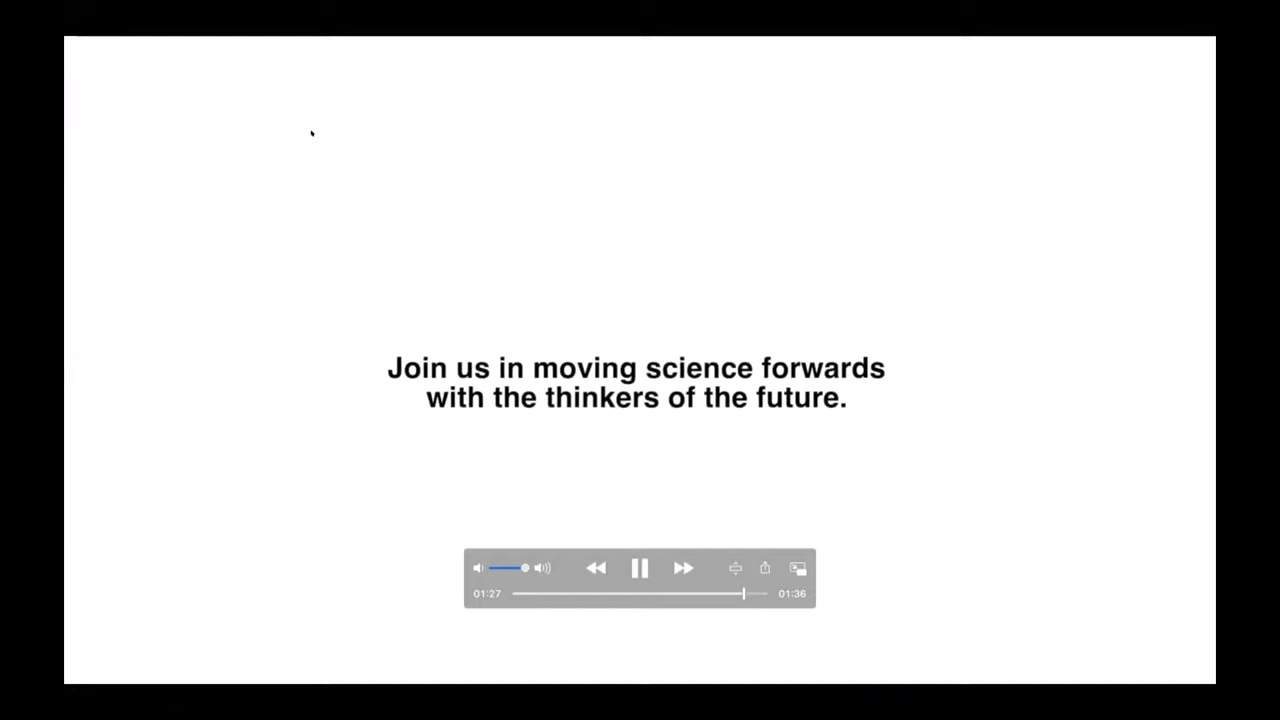 Join us in moving science forwards
with the thinkers of the future.
01:27
01:36